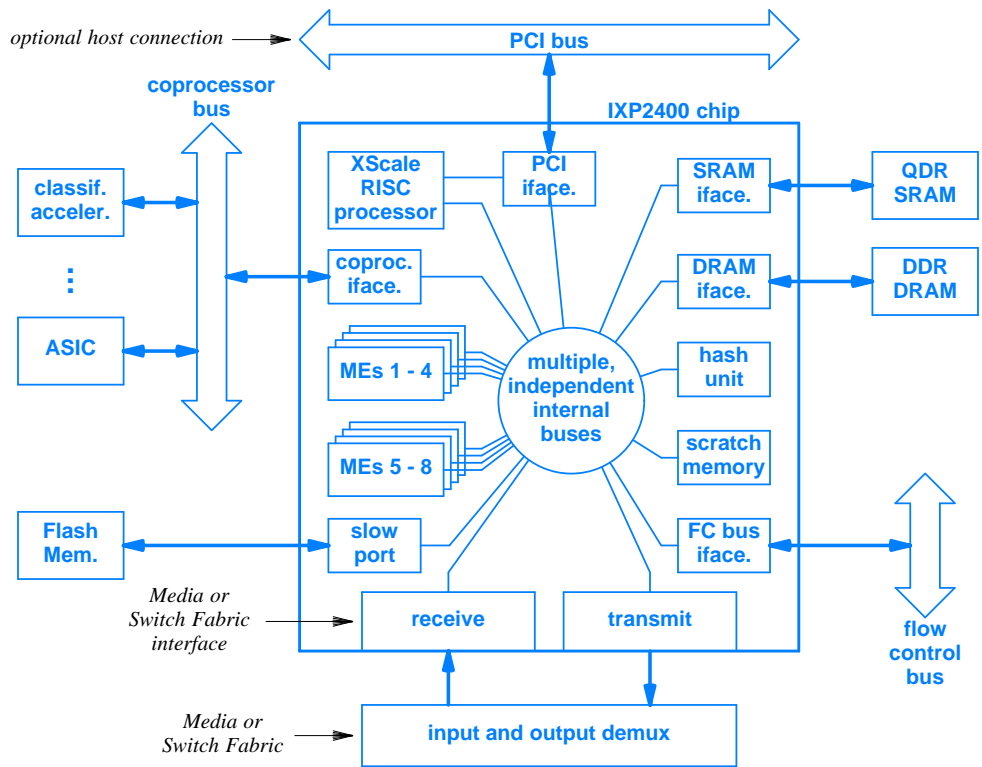 optional host connection
PCI bus
coprocessor
bus
IXP2400 chip
classif.
acceler.
XScale
RISC
processor
PCI
iface.
SRAM
iface.
QDR
SRAM
coproc.
iface.
DRAM
iface.
DDR
DRAM
ASIC
MEs 1 - 4
multiple,
independent
internal
buses
hash
unit
MEs 5 - 8
scratch
memory
Flash
Mem.
slow
port
FC bus
iface.
Media or
Switch Fabric
interface
receive
transmit
flow
control
bus
Media or
Switch Fabric
input and output demux